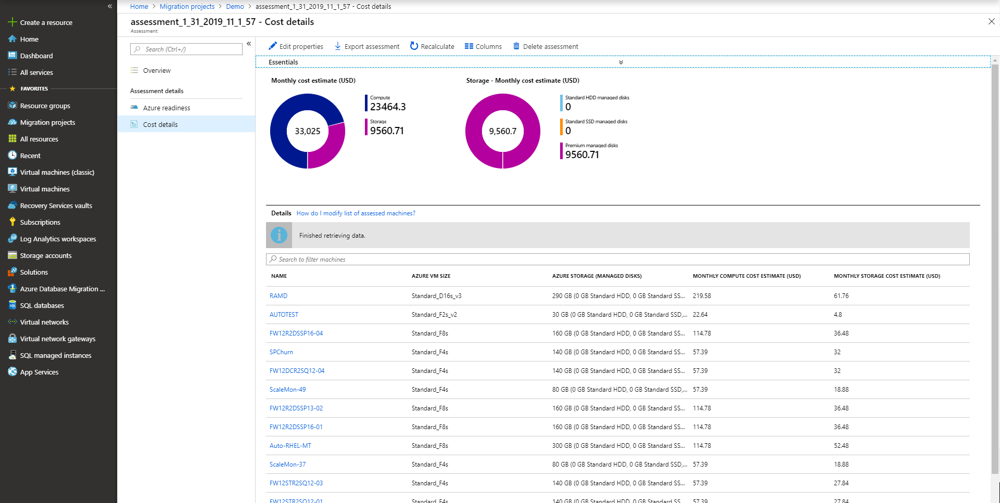 «
Home > Migration projects > Demo > assessment_1_31_2019_11_1_57 - Cost details
assessment_1_31_2019_11_1_57 - Cost details
Assessment
Create a resource
Home
Dashboard
All services
FAVORITES
Resource groups
Migration projects
All resources
Recent
Virtual machines (classic)
Virtual machines
Recovery Services vaults
Subscriptions
Log Analytics workspaces
Storage accounts
Solutions
Azure Database Migration ...
SQL databases
Virtual networks
Virtual network gateways
SQL managed instances
App Services
Search (Ctrl+/)
«
Overview
Assessment details
Azure readiness
Cost details
Edit properties Export assessment Recalculate Columns Delete assessment
Essentials
Monthly cost estimate (USD)
33,025
Compute
23464.3
Storage
9560.71
Storage - Monthly cost estimate (USD)
9,560.7
Standard HDD managed disks
0
Standard SSD managed disks
0
Premium managed disks
9560.71
Details How do I modify list of assessed machines?
Finished retrieving data.
Search to filter machines
NAME AZURE VM SIZE AZURE STORAGE (MANAGED DISKS) MONTHLY COMPUTE COST ESTIMATE (USD) MONTHLY STORAGE COST ESTIMATE (USD)
RAMD Standard_D16s_v3 290 GB (0 GB Standard HDD, 0 GB Standard SS... 219.58 61.76
AUTOTEST Standard_F2s_v2 30 GB (0 GB Standard HDD, 0 GB Standard SSD,... 22.64 4.8
FW12R2DSSP16-04 Standard_F8s 160 GB (0 GB Standard HDD, 0 GB Standard SS... 114.78 36.48
SPChurn Standard_F4s 140 GB (0 GB Standard HDD, 0 GB Standard SS... 57.39 32
FW12DCR2SQ12-04 Standard_F4s 140 GB (0 GB Standard HDD, 0 GB Standard SS... 57.39 32
ScaleMon-49 Standard_F4s 80 GB (0 GB Standard HDD, 0 GB Standard SSD,... 57.39 18.88
FW12R2DSSP13-02 Standard_F8s 160 GB (0 GB Standard HDD, 0 GB Standard SS... 114.78 36.48
FW12R2DSSP16-01 Standard_F8s 160 GB (0 GB Standard HDD, 0 GB Standard SS... 114.78 36.48
Auto-RHEL-MT Standard_F8s 300 GB (0 GB Standard HDD, 0 GB Standard SS... 114.78 52.48
ScaleMon-37 Standard_F4s 80 GB (0 GB Standard HDD, 0 GB Standard SSD,... 57.39 18.88
FW12STR2SQ12-03 Standard_F4s 140 GB (0 GB Standard HDD, 0 GB Standard SS... 57.39 27.84
FW12STR2SQ12-01 Standard_F4s 140 GB (0 GB Standard HDD, 0 GB Standard SS... 57.39 27.84